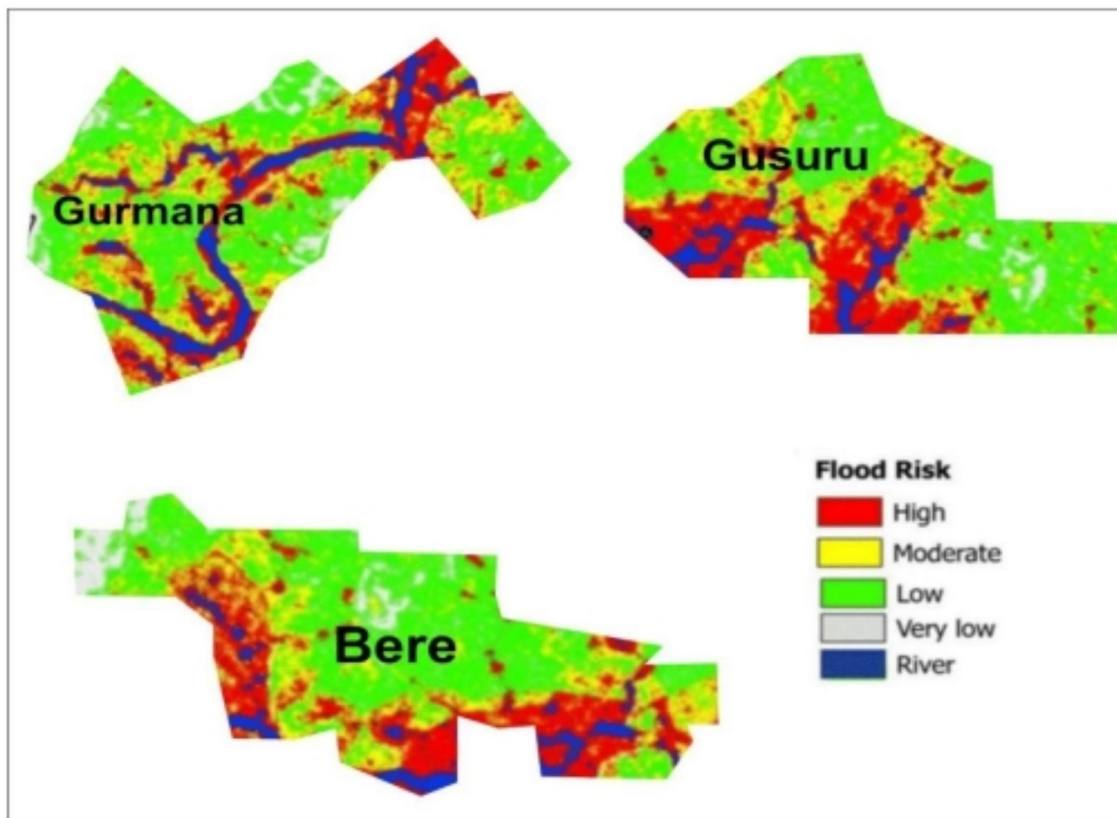 Gurmana
Gusuru
Bere
Flood Risk
High
Moderate
Low
Very low
River